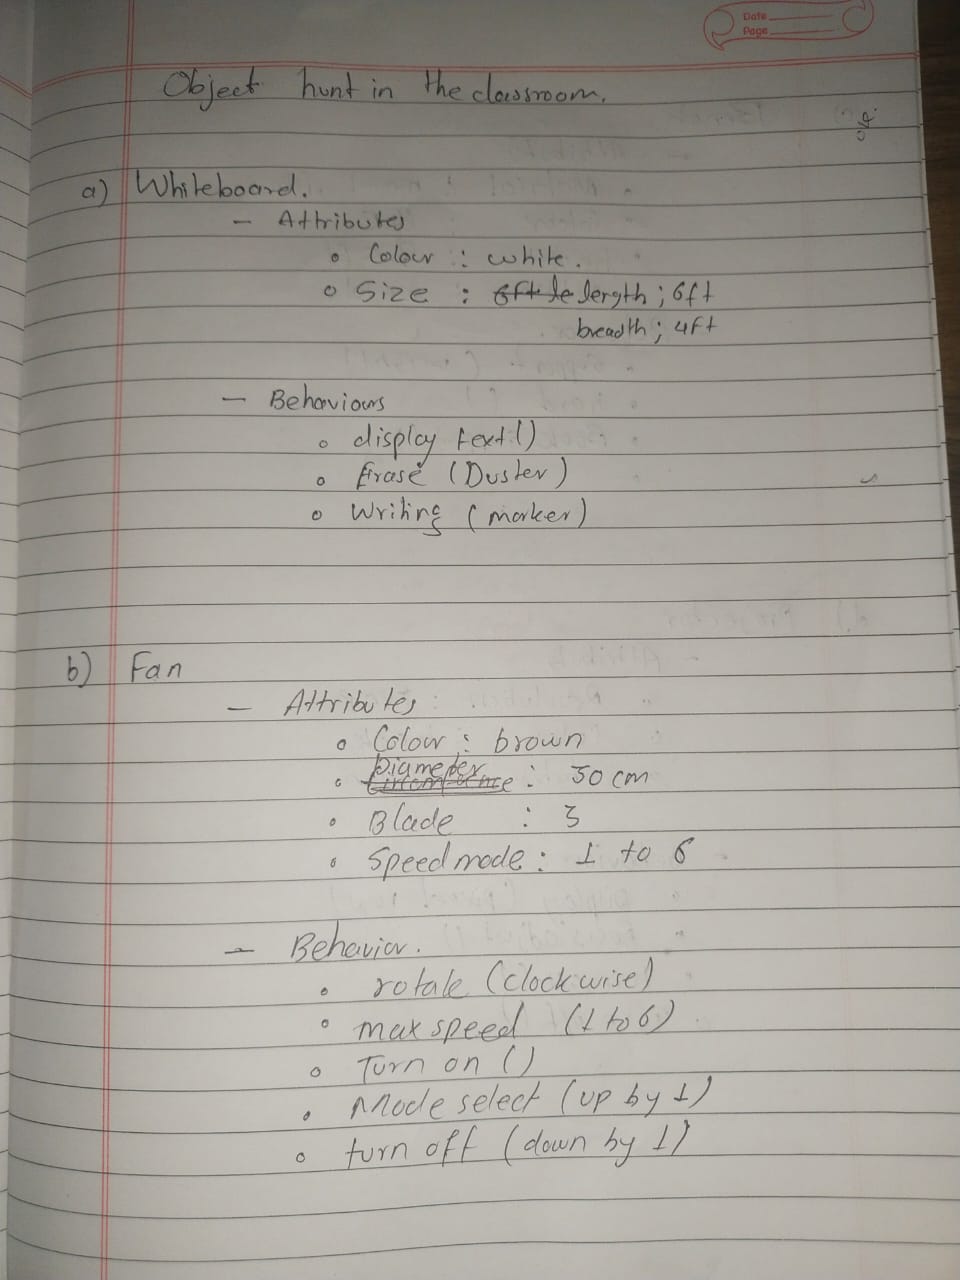 Date
Page
Object hunt in the classroom.
a) Whiteboard.
- Attributes
o Colour : white.
o Size : length ; 6ft
breadth ; 4ft
- Behaviours
o display text()
o Erase (Duster)
o Writing (marker)
b) Fan
- Attributes
o Colour : brown
o Diameter : 50 cm
o Blade : 3
o Speed mode : 1 to 6
- Behavior.
o rotate (clockwise)
o max speed (1 to 6)
o Turn on ()
o Mode select (up by 1)
o turn off (down by 1)